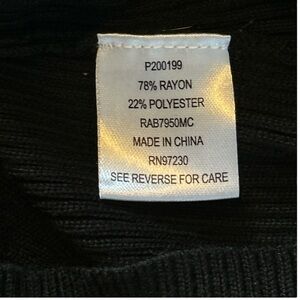 P200199
78% RAYON
22% POLYESTER
RAB7950MC
MADE IN CHINA
RN97230
SEE REVERSE FOR CARE